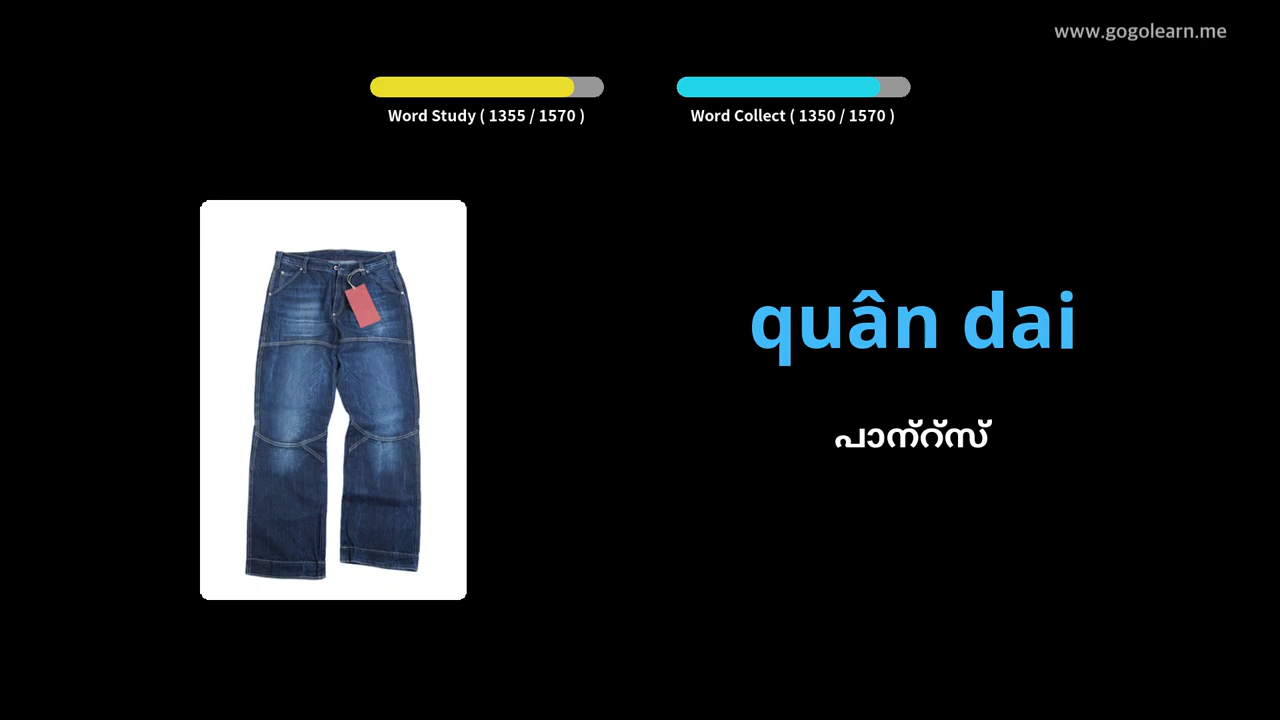 www.gogolearn.me
Word Study ( 1355 / 1570 )
Word Collect ( 1350 / 1570 )
quân dai
പാന്റ്സ്